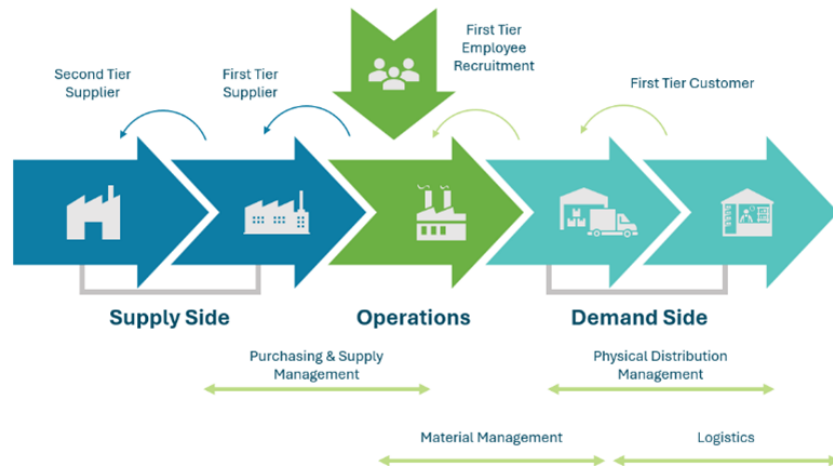 First Tier
Employee
Recruitment
Second Tier
Supplier
First Tier
Supplier
First Tier Customer
Supply Side
Operations
Demand Side
Purchasing & Supply
Management
Physical Distribution
Management
Material Management
Logistics